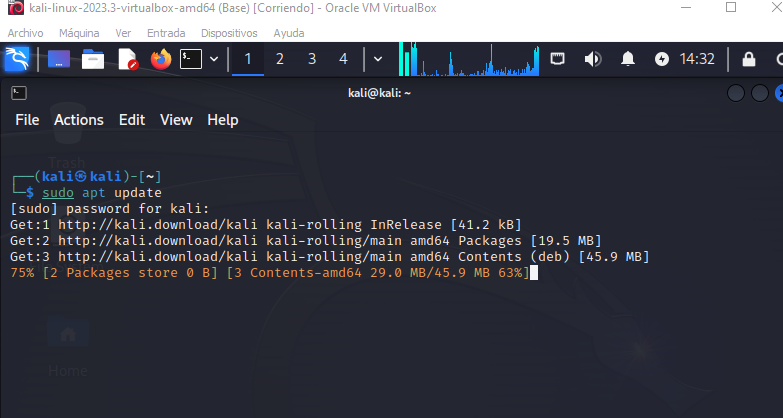 kali-linux-2023.3-virtualbox-amd64 (Base) [Corriendo] - Oracle VM VirtualBox
Archivo Máquina Ver Entrada Dispositivos Ayuda
1 2 3 4 14:32
kali@kali: ~
File Actions Edit View Help
Trash
┌──(kali㉿kali)-[~]
└─$ sudo apt update
[sudo] password for kali:
Get:1 http://kali.download/kali kali-rolling InRelease [41.2 kB]
Get:2 http://kali.download/kali kali-rolling/main amd64 Packages [19.5 MB]
Get:3 http://kali.download/kali kali-rolling/main amd64 Contents (deb) [45.9 MB]
75% [2 Packages store 0 B] [3 Contents-amd64 29.0 MB/45.9 MB 63%]
Home